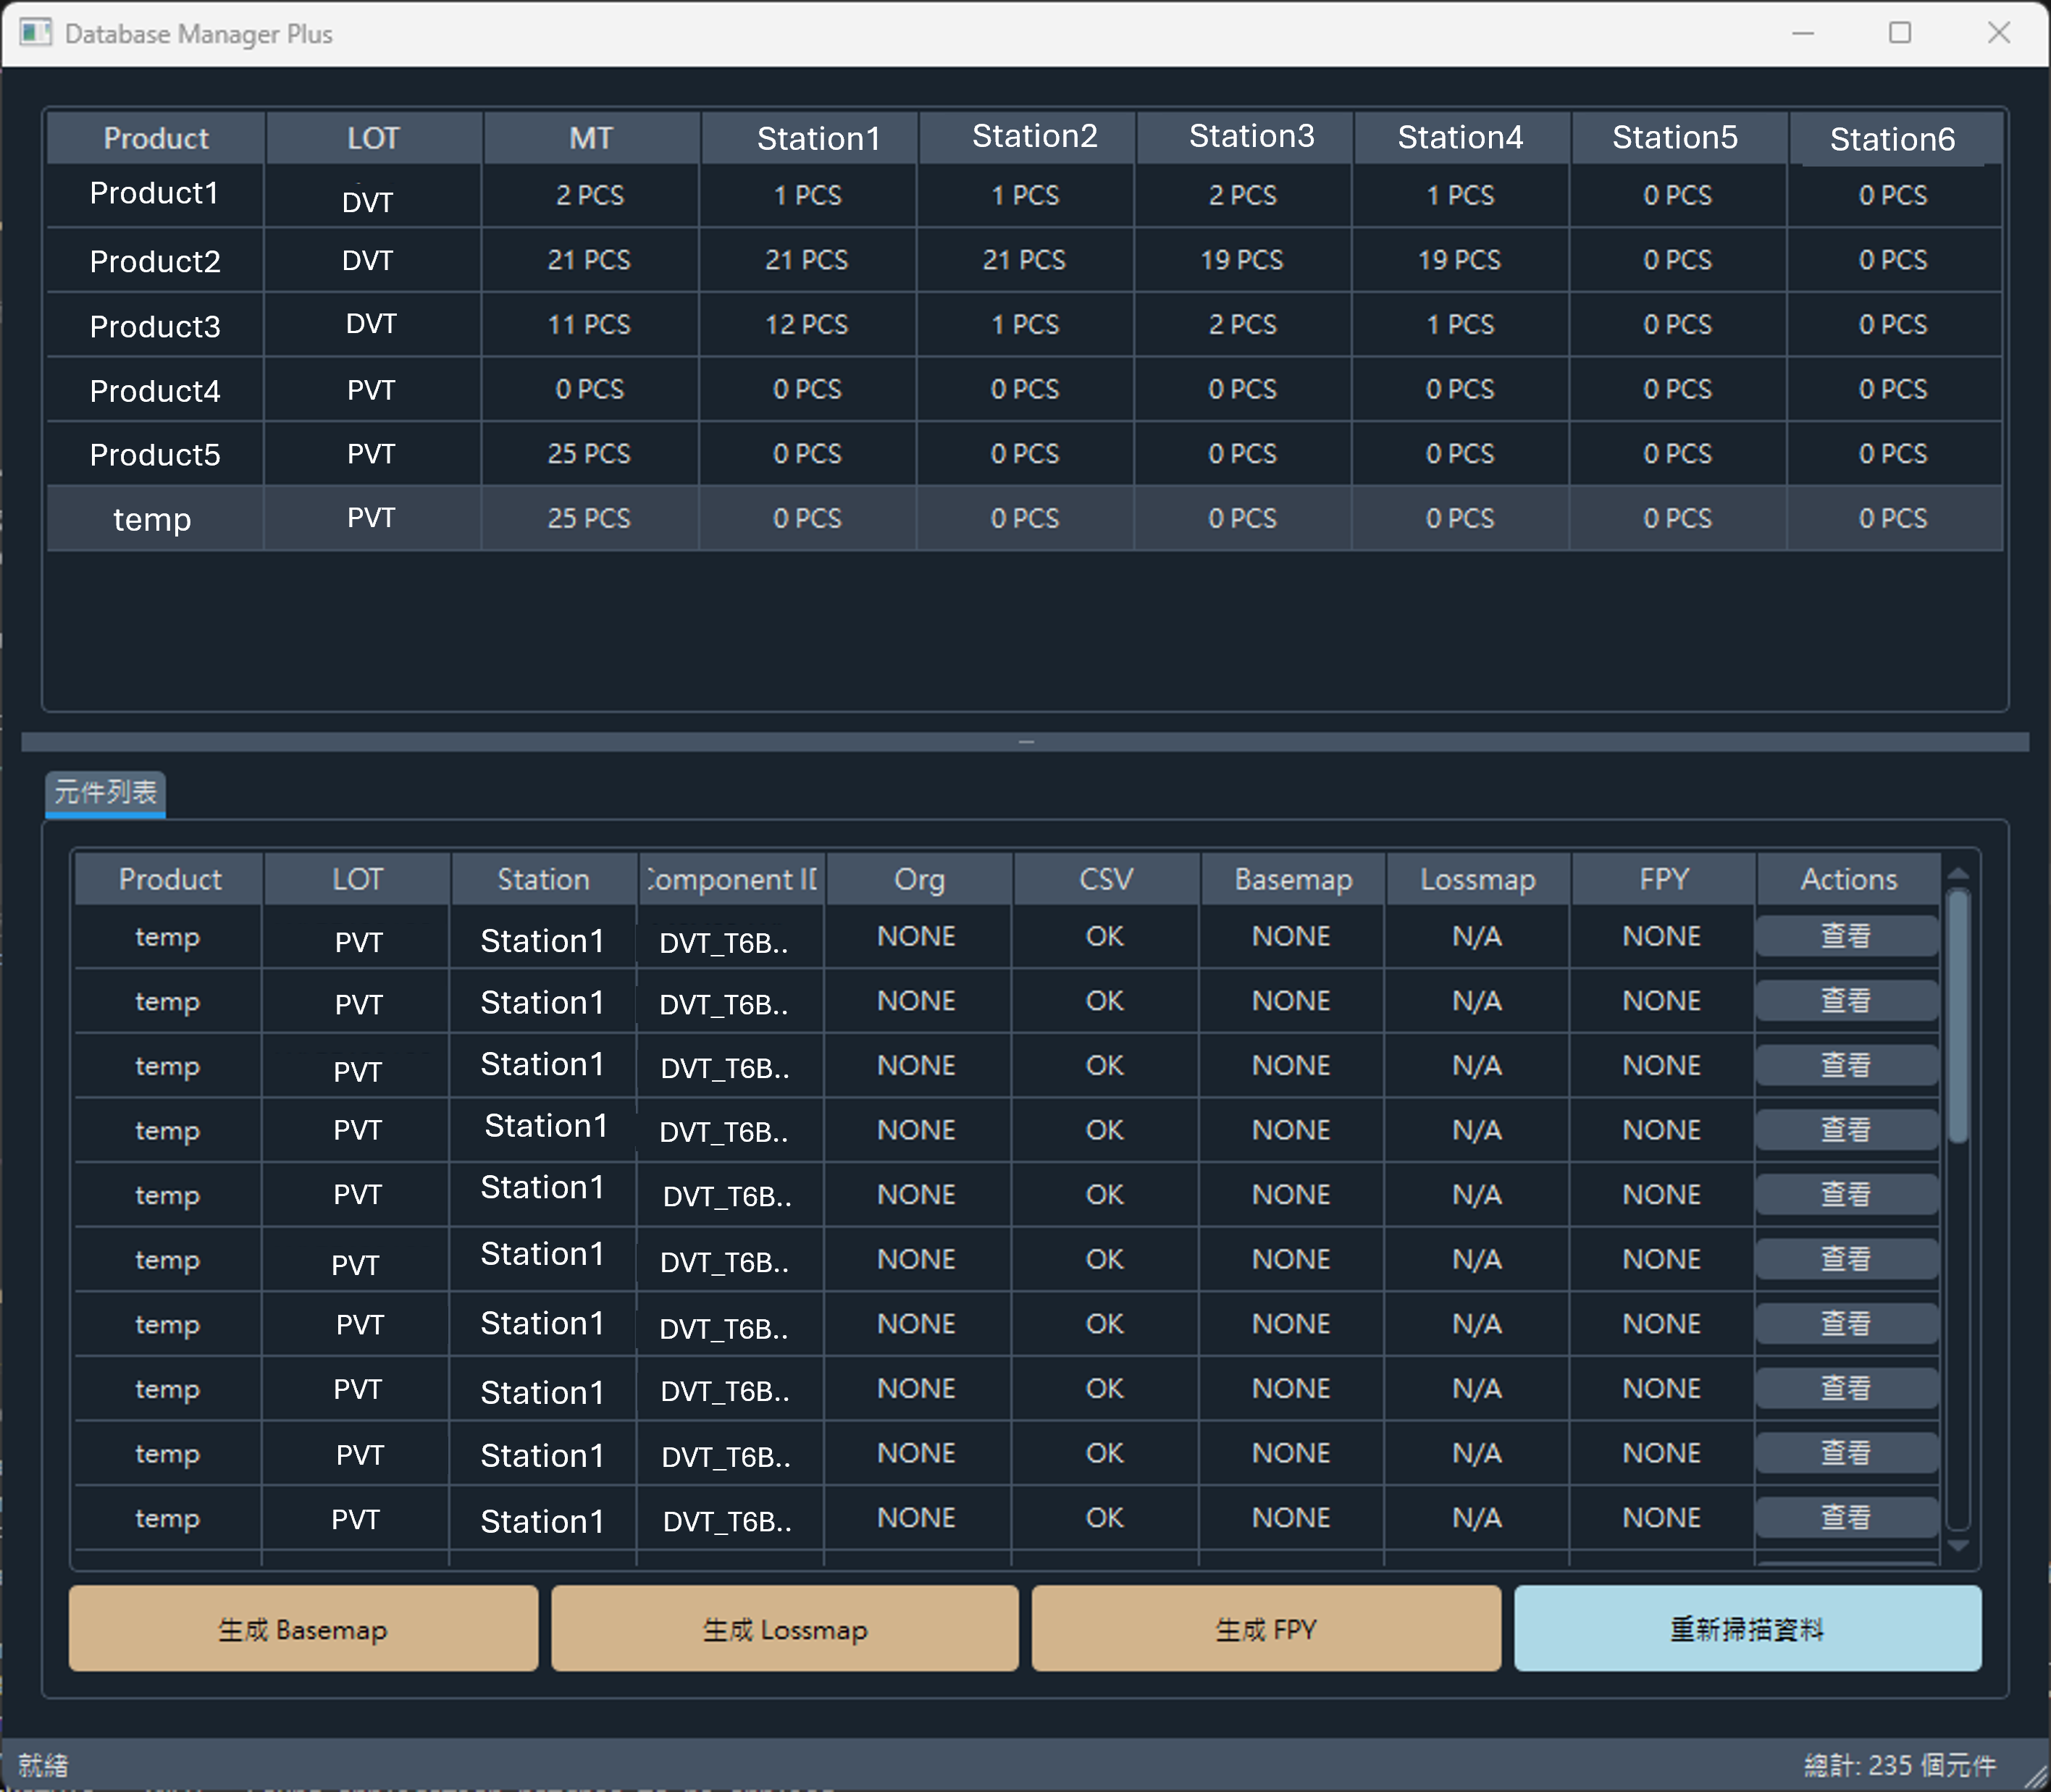 Database Manager Plus
Product LOT MT Station1 Station2 Station3 Station4 Station5 Station6
Product1 DVT 2 PCS 1 PCS 1 PCS 2 PCS 1 PCS 0 PCS 0 PCS
Product2 DVT 21 PCS 21 PCS 21 PCS 19 PCS 19 PCS 0 PCS 0 PCS
Product3 DVT 11 PCS 12 PCS 1 PCS 2 PCS 1 PCS 0 PCS 0 PCS
Product4 PVT 0 PCS 0 PCS 0 PCS 0 PCS 0 PCS 0 PCS 0 PCS
Product5 PVT 25 PCS 0 PCS 0 PCS 0 PCS 0 PCS 0 PCS 0 PCS
temp PVT 25 PCS 0 PCS 0 PCS 0 PCS 0 PCS 0 PCS 0 PCS
元件列表
Product LOT Station Component ID Org CSV Basemap Lossmap FPY Actions
temp PVT Station1 DVT_T6B.. NONE OK NONE N/A NONE 查看
temp PVT Station1 DVT_T6B.. NONE OK NONE N/A NONE 查看
temp PVT Station1 DVT_T6B.. NONE OK NONE N/A NONE 查看
temp PVT Station1 DVT_T6B.. NONE OK NONE N/A NONE 查看
temp PVT Station1 DVT_T6B.. NONE OK NONE N/A NONE 查看
temp PVT Station1 DVT_T6B.. NONE OK NONE N/A NONE 查看
temp PVT Station1 DVT_T6B.. NONE OK NONE N/A NONE 查看
temp PVT Station1 DVT_T6B.. NONE OK NONE N/A NONE 查看
temp PVT Station1 DVT_T6B.. NONE OK NONE N/A NONE 查看
temp PVT Station1 DVT_T6B.. NONE OK NONE N/A NONE 查看
生成 Basemap 生成 Lossmap 生成 FPY 重新掃描資料
就緒 總計: 235 個元件